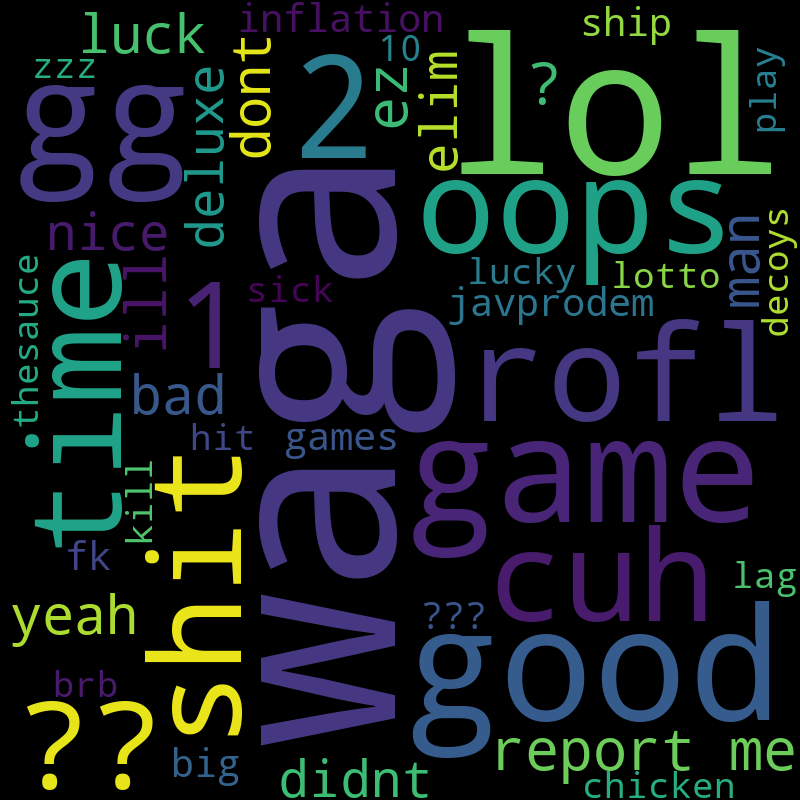 inflation
ship
luck
10
zzz
?
play
gg
deluxe
dont
2
ez
elim
lol
oops
nice
lucky
lotto
man
decoys
thesauce
time
ill
1
sick
javprodem
waga
rofl
bad
hit
games
game
kill
shit
fk
cuh
lag
yeah
???
good
brb
??
big
report me
didnt
chicken